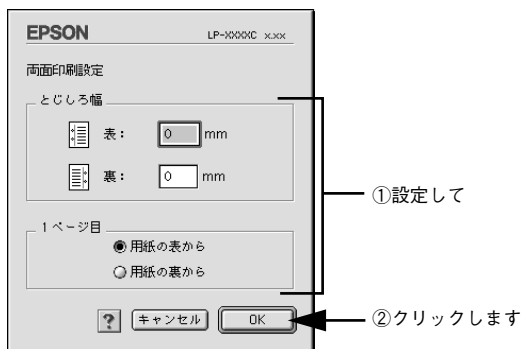 EPSON LP-XXXXC x.xx
両面印刷設定
とじしろ幅
表： 0 mm
裏： 0 mm
1ページ目
用紙の表から
用紙の裏から
? キャンセル OK
①設定して
②クリックします